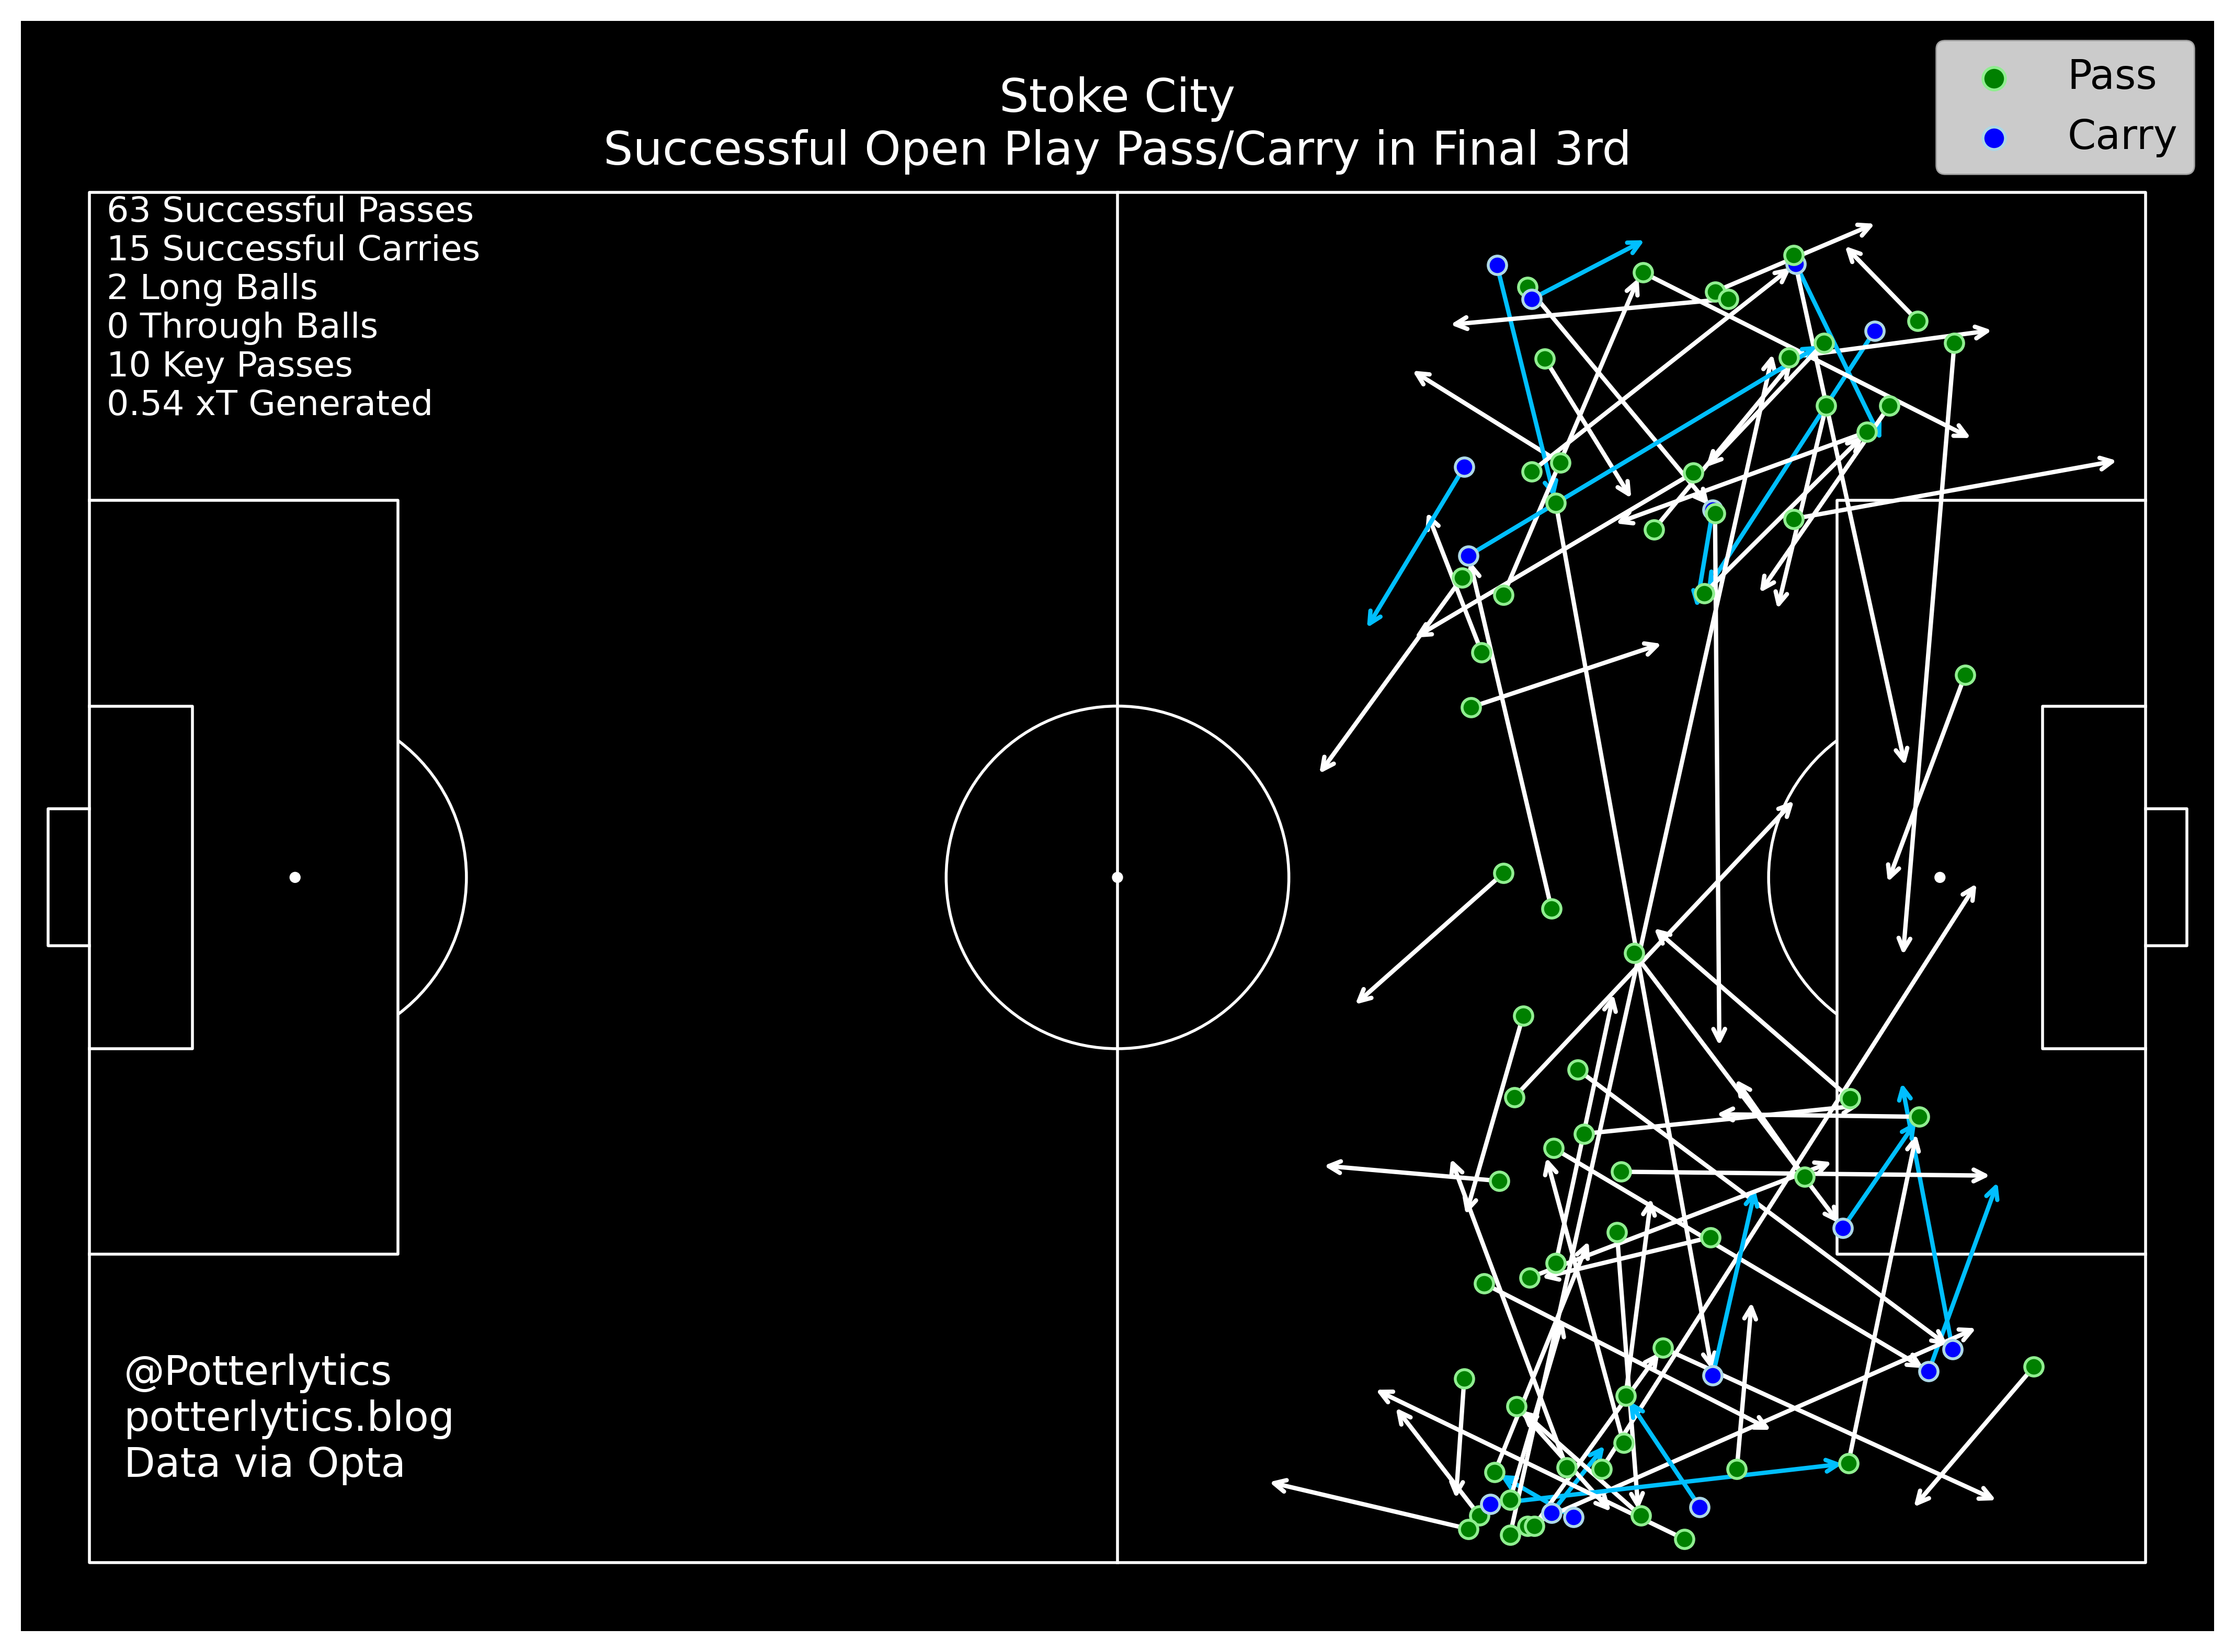 Stoke City
Successful Open Play Pass/Carry in Final 3rd
Pass
Carry
63 Successful Passes
15 Successful Carries
2 Long Balls
0 Through Balls
10 Key Passes
0.54 xT Generated
@Potterlytics
potterlytics.blog
Data via Opta